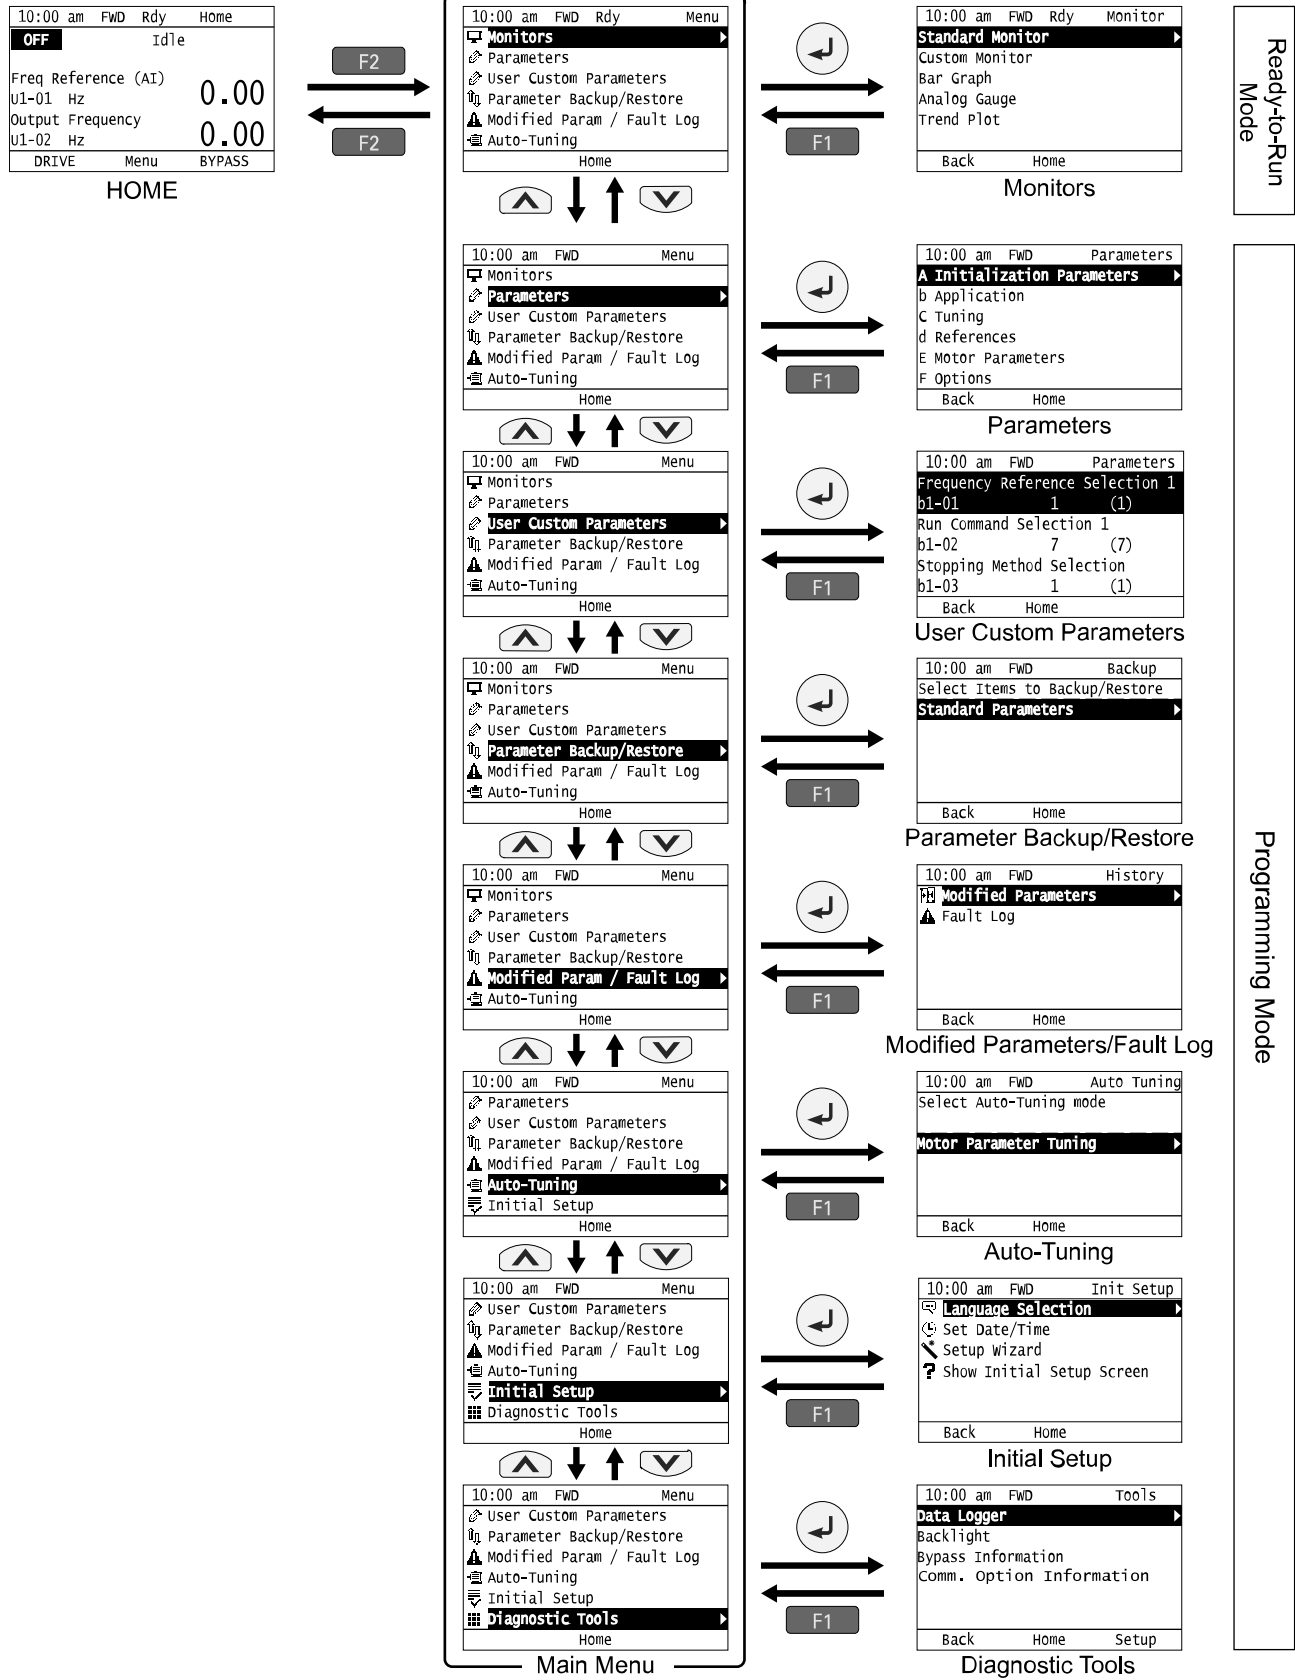 10:00 am FWD Rdy Home
OFF Idle
Freq Reference (AI)
U1-01 Hz 0.00
Output Frequency
U1-02 Hz 0.00
DRIVE Menu BYPASS
HOME
F2
F2
10:00 am FWD Rdy Menu
Monitors
Parameters
User Custom Parameters
Parameter Backup/Restore
Modified Param / Fault Log
Auto-Tuning
Home
F1
10:00 am FWD Rdy Monitor
Standard Monitor
Custom Monitor
Bar Graph
Analog Gauge
Trend Plot
Back Home
Monitors
Ready-to-Run
Mode
10:00 am FWD Menu
Monitors
Parameters
User Custom Parameters
Parameter Backup/Restore
Modified Param / Fault Log
Auto-Tuning
Home
F1
10:00 am FWD Parameters
A Initialization Parameters
b Application
C Tuning
d References
E Motor Parameters
F Options
Back Home
Parameters
10:00 am FWD Menu
Monitors
Parameters
User Custom Parameters
Parameter Backup/Restore
Modified Param / Fault Log
Auto-Tuning
Home
F1
10:00 am FWD Parameters
Frequency Reference Selection 1
b1-01 1 (1)
Run Command Selection 1
b1-02 7 (7)
Stopping Method Selection
b1-03 1 (1)
Back Home
User Custom Parameters
10:00 am FWD Menu
Monitors
Parameters
User Custom Parameters
Parameter Backup/Restore
Modified Param / Fault Log
Auto-Tuning
Home
F1
10:00 am FWD Backup
Select Items to Backup/Restore
Standard Parameters
Back Home
Parameter Backup/Restore
10:00 am FWD Menu
Monitors
Parameters
User Custom Parameters
Parameter Backup/Restore
Modified Param / Fault Log
Auto-Tuning
Home
F1
10:00 am FWD History
Modified Parameters
Fault Log
Back Home
Modified Parameters/Fault Log
10:00 am FWD Menu
Parameters
User Custom Parameters
Parameter Backup/Restore
Modified Param / Fault Log
Auto-Tuning
Initial Setup
Home
F1
10:00 am FWD Auto Tuning
Select Auto-Tuning mode
Motor Parameter Tuning
Back Home
Auto-Tuning
10:00 am FWD Menu
User Custom Parameters
Parameter Backup/Restore
Modified Param / Fault Log
Auto-Tuning
Initial Setup
Diagnostic Tools
Home
F1
10:00 am FWD Init Setup
Language Selection
Set Date/Time
Setup Wizard
? Show Initial Setup Screen
Back Home
Initial Setup
10:00 am FWD Menu
User Custom Parameters
Parameter Backup/Restore
Modified Param / Fault Log
Auto-Tuning
Initial Setup
Diagnostic Tools
Home
Main Menu
F1
10:00 am FWD Tools
Data Logger
Backlight
Bypass Information
Comm. Option Information
Back Home Setup
Diagnostic Tools
Programming Mode